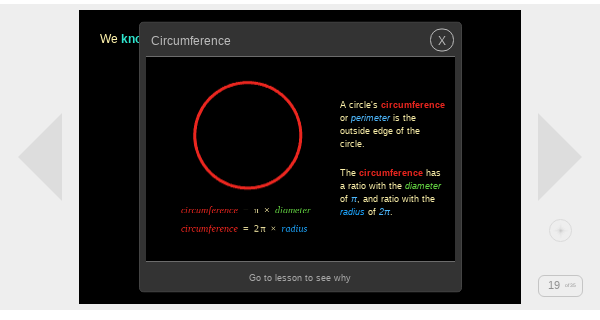 We kno
Circumference
X
A circle's circumference
or perimeter is the
outside edge of the
circle.
The circumference has
a ratio with the diameter
of π, and ratio with the
radius of 2π.
circumference = π × diameter
circumference = 2π × radius
Go to lesson to see why
19